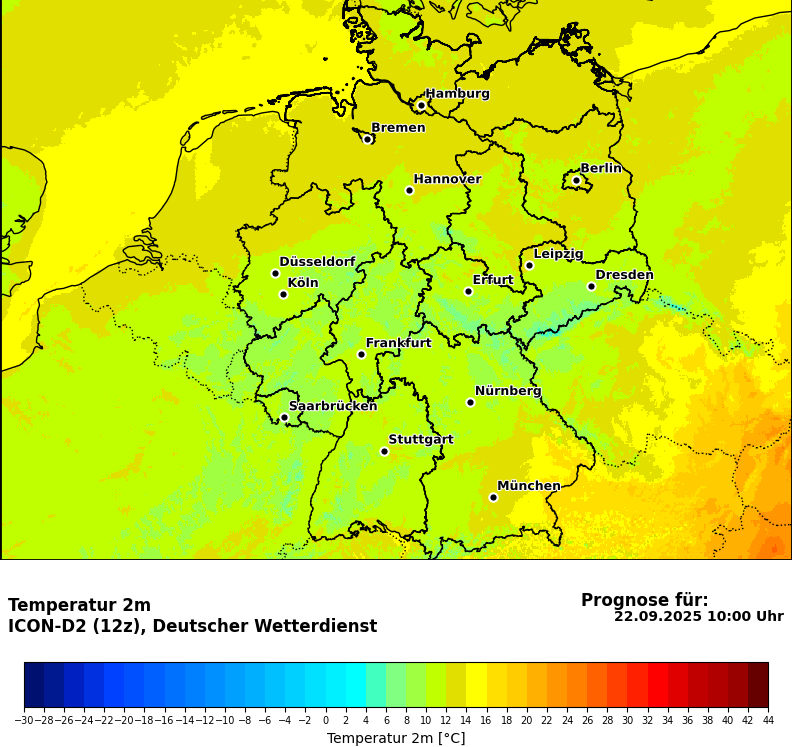 Hamburg
Bremen
Berlin
Hannover
Leipzig
Düsseldorf
Dresden
Köln
Erfurt
Frankfurt
Nürnberg
Saarbrücken
Stuttgart
München
Temperatur 2m
ICON-D2 (12z), Deutscher Wetterdienst
Prognose für:
22.09.2025 10:00 Uhr
−30 −28 −26 −24 −22 −20 −18 −16 −14 −12 −10 −8 −6 −4 −2 0 2 4 6 8 10 12 14 16 18 20 22 24 26 28 30 32 34 36 38 40 42 44
Temperatur 2m [°C]